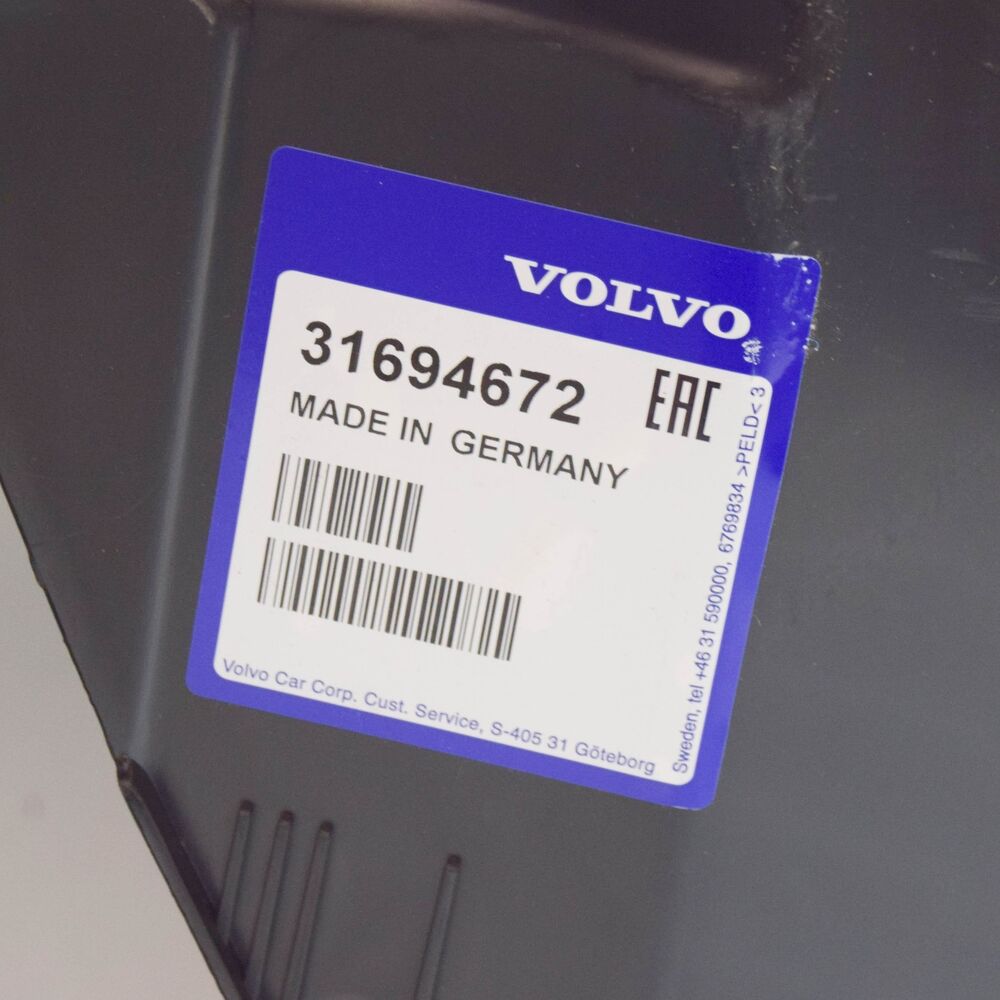 VOLVO
31694672
EAC
MADE IN GERMANY
Volvo Car Corp. Cust. Service, S-405 31 Göteborg
Sweden, tel +46 31 590000, 6769834 >PELD< 3